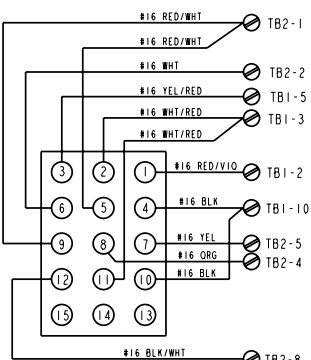 #16 RED/WHT
TB2-1
#16 RED/WHT
#16 WHT
TB2-2
#16 YEL/RED
TB1-5
#16 WHT/RED
TB1-3
#16 WHT/RED
3 2 1 #16 RED/VIO TB1-2
6 5 4 #16 BLK TB1-10
9 8 7 #16 YEL TB2-5
#16 ORG TB2-4
12 11 10 #16 BLK
15 14 13
#16 BLK/WHT
TB2-8